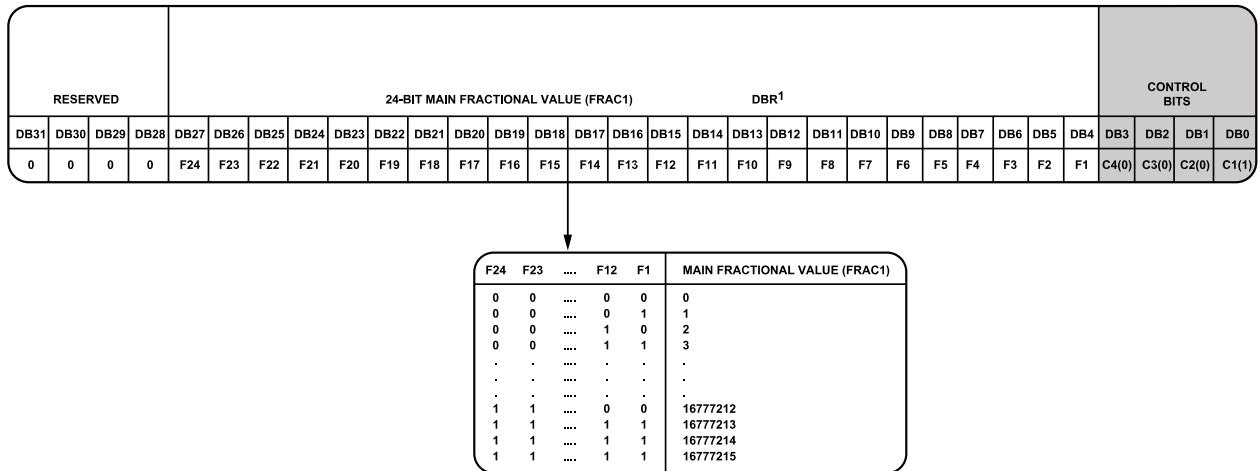 RESERVED 24-BIT MAIN FRACTIONAL VALUE (FRAC1) DBR1 CONTROL BITS
DB31 DB30 DB29 DB28 DB27 DB26 DB25 DB24 DB23 DB22 DB21 DB20 DB19 DB18 DB17 DB16 DB15 DB14 DB13 DB12 DB11 DB10 DB9 DB8 DB7 DB6 DB5 DB4 DB3 DB2 DB1 DB0
0 0 0 0 F24 F23 F22 F21 F20 F19 F18 F17 F16 F15 F14 F13 F12 F11 F10 F9 F8 F7 F6 F5 F4 F3 F2 F1 C4(0) C3(0) C2(0) C1(1)
F24 F23 .... F12 F1 MAIN FRACTIONAL VALUE (FRAC1)
0 0 .... 0 0 0
0 0 .... 0 1 1
0 0 .... 1 0 2
0 0 .... 1 1 3
. . .... . . .
. . .... . . .
. . .... . . .
1 1 .... 0 0 16777212
1 1 .... 1 1 16777213
1 1 .... 1 1 16777214
1 1 .... 1 1 16777215